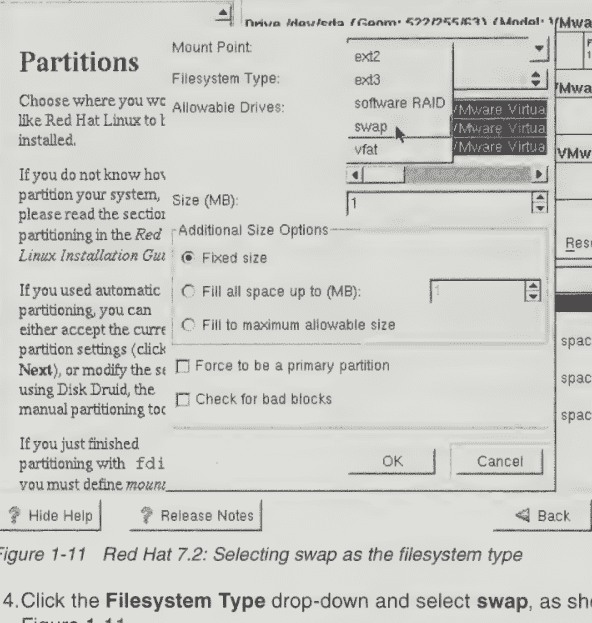 Drive /dev/sda (Geom: 522/255/63) (Model: VMwa
Partitions
Choose where you wo
like Red Hat Linux to b
installed.
If you do not know how
partition your system,
please read the section
partitioning in the Red
Linux Installation Gui
If you used automatic
partitioning, you can
either accept the curre
partition settings (click
Next), or modify the se
using Disk Druid, the
manual partitioning too
If you just finished
partitioning with fdi
you must define mount
Mount Point:
Filesystem Type:
Allowable Drives:
ext2
ext3
software RAID
swap
vfat
VMware Virtua
VMware Virtua
VMware Virtua
Size (MB):
1
Additional Size Options
Fixed size
Fill all space up to (MB):
1
Fill to maximum allowable size
Force to be a primary partition
Check for bad blocks
OK
Cancel
VMwa
VMw
Rese
spac
spac
spac
Hide Help
Release Notes
Back
Figure 1-11 Red Hat 7.2: Selecting swap as the filesystem type
4. Click the Filesystem Type drop-down and select swap, as sho
Figure 1-11